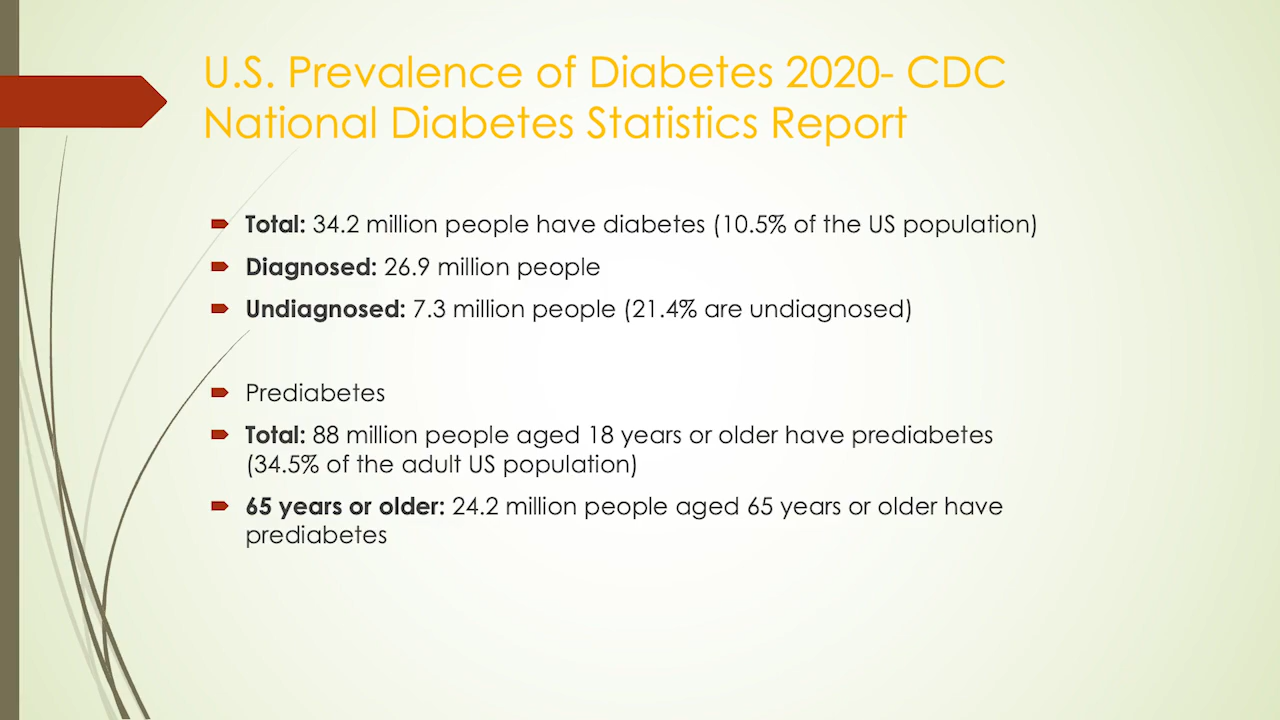 U.S. Prevalence of Diabetes 2020- CDC
National Diabetes Statistics Report
Total: 34.2 million people have diabetes (10.5% of the US population)
Diagnosed: 26.9 million people
Undiagnosed: 7.3 million people (21.4% are undiagnosed)
Prediabetes
Total: 88 million people aged 18 years or older have prediabetes
(34.5% of the adult US population)
65 years or older: 24.2 million people aged 65 years or older have
prediabetes